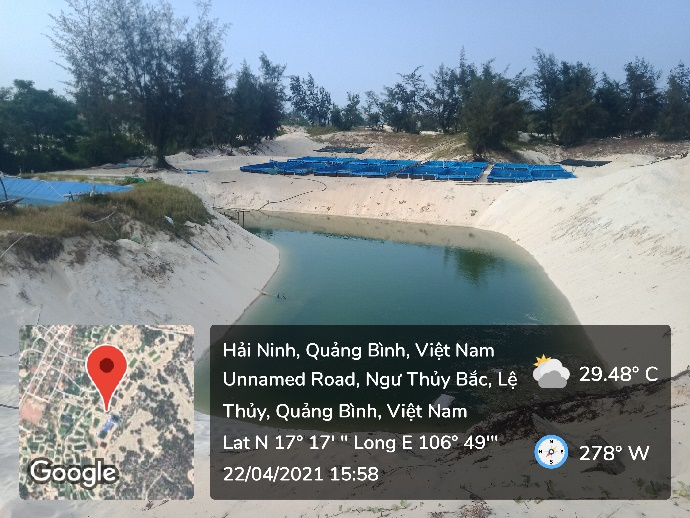 Hải Ninh, Quảng Bình, Việt Nam
Unnamed Road, Ngư Thủy Bắc, Lệ
Thủy, Quảng Bình, Việt Nam
Lat N 17° 17' " Long E 106° 49'"
22/04/2021 15:58
29.48° C
278° W
Google